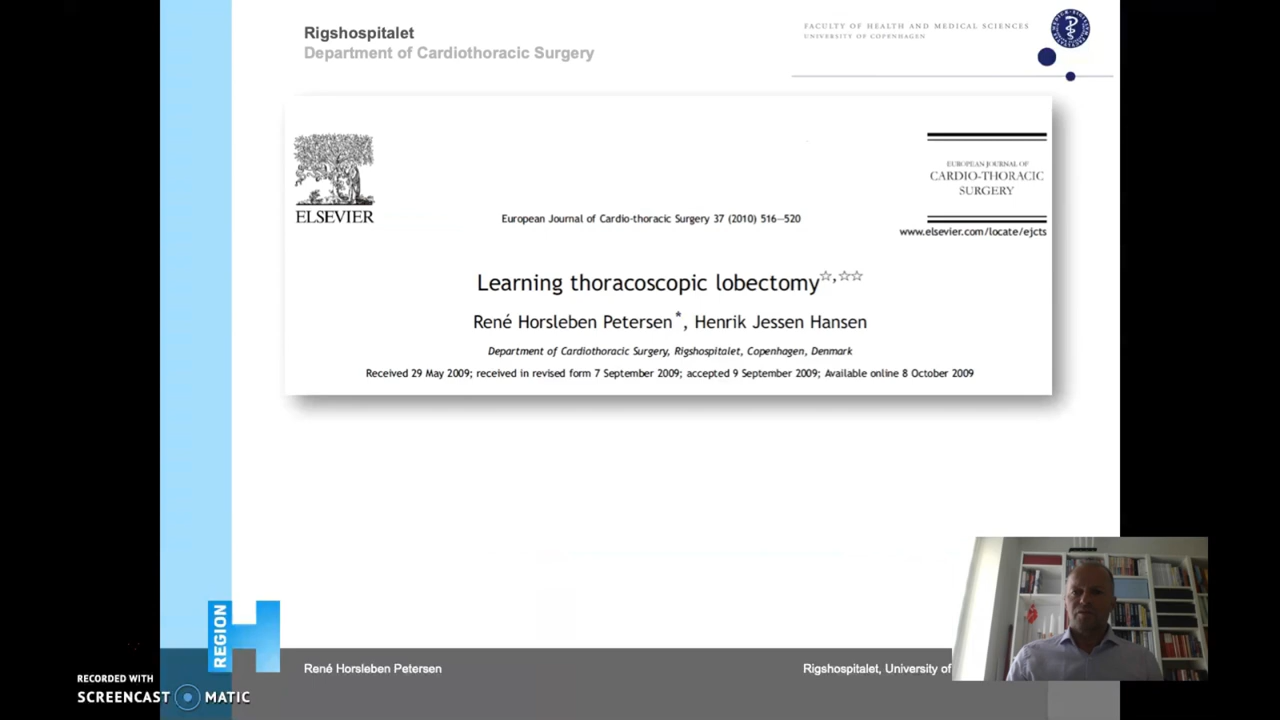 Rigshospitalet
Department of Cardiothoracic Surgery
FACULTY OF HEALTH AND MEDICAL SCIENCES
UNIVERSITY OF COPENHAGEN
ELSEVIER
EUROPEAN JOURNAL OF
CARDIO-THORACIC
SURGERY
European Journal of Cardio-thoracic Surgery 37 (2010) 516–520
www.elsevier.com/locate/ejcts
Learning thoracoscopic lobectomy☆,☆☆
René Horsleben Petersen*, Henrik Jessen Hansen
Department of Cardiothoracic Surgery, Rigshospitalet, Copenhagen, Denmark
Received 29 May 2009; received in revised form 7 September 2009; accepted 9 September 2009; Available online 8 October 2009
REGION H
René Horsleben Petersen
Rigshospitalet, University of
RECORDED WITH
SCREENCAST MATIC